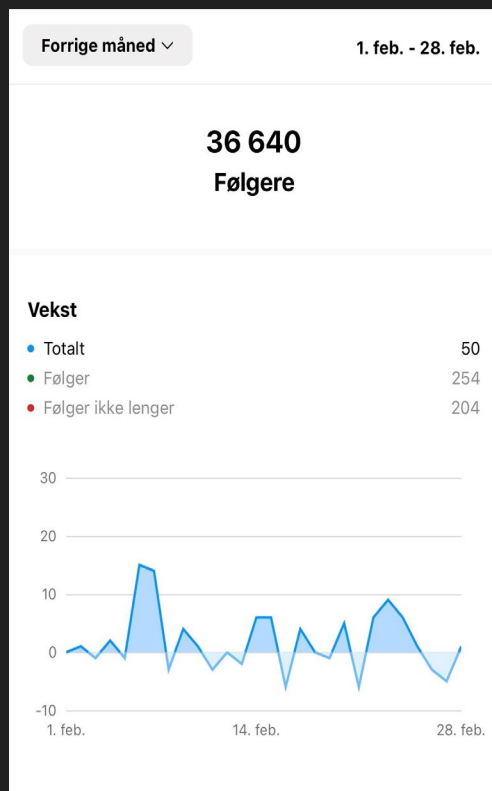 Forrige måned
1. feb. - 28. feb.
36 640
Følgere
Vekst
Totalt 50
Følger 254
Følger ikke lenger 204
30
20
10
0
-10
1. feb. 14. feb. 28. feb.